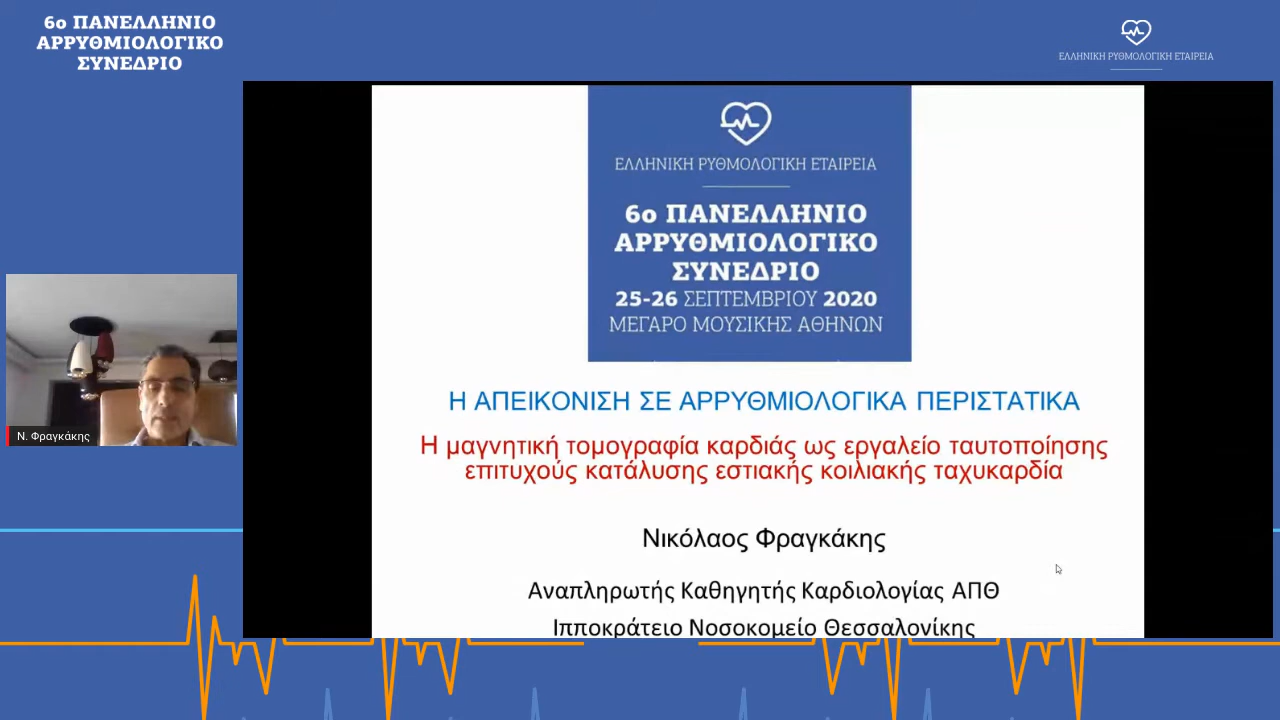 6ο ΠΑΝΕΛΛΗΝΙΟ
ΑΡΡΥΘΜΙΟΛΟΓΙΚΟ
ΣΥΝΕΔΡΙΟ
ΕΛΛΗΝΙΚΗ ΡΥΘΜΟΛΟΓΙΚΗ ΕΤΑΙΡΕΙΑ
ΕΛΛΗΝΙΚΗ ΡΥΘΜΟΛΟΓΙΚΗ ΕΤΑΙΡΕΙΑ
6ο ΠΑΝΕΛΛΗΝΙΟ
ΑΡΡΥΘΜΙΟΛΟΓΙΚΟ
ΣΥΝΕΔΡΙΟ
25-26 ΣΕΠΤΕΜΒΡΙΟΥ 2020
ΜΕΓΑΡΟ ΜΟΥΣΙΚΗΣ ΑΘΗΝΩΝ
Η ΑΠΕΙΚΟΝΙΣΗ ΣΕ ΑΡΡΥΘΜΙΟΛΟΓΙΚΑ ΠΕΡΙΣΤΑΤΙΚΑ
Η μαγνητική τομογραφία καρδιάς ως εργαλείο ταυτοποίησης
επιτυχούς κατάλυσης εστιακής κοιλιακής ταχυκαρδία
Νικόλαος Φραγκάκης
Αναπληρωτής Καθηγητής Καρδιολογίας ΑΠΘ
Ιπποκράτειο Νοσοκομείο Θεσσαλονίκης
Ν. Φραγκάκης